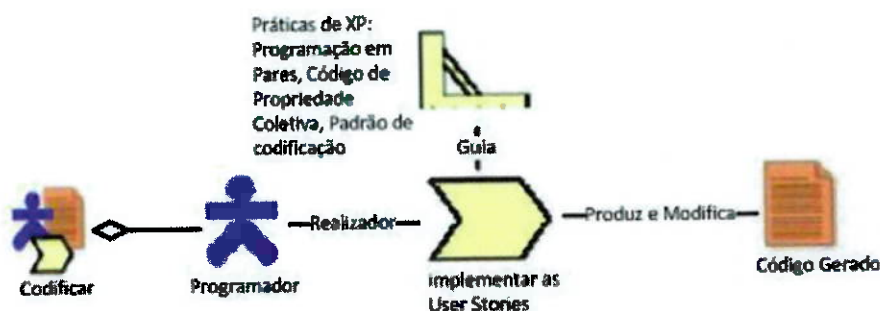 Práticas de XP:
Programação em
Pares, Código de
Propriedade
Coletiva, Padrão de
codificação
Guia
Realizador
Produz e Modifica
Codificar
Programador
Implementar as
User Stories
Código Gerado